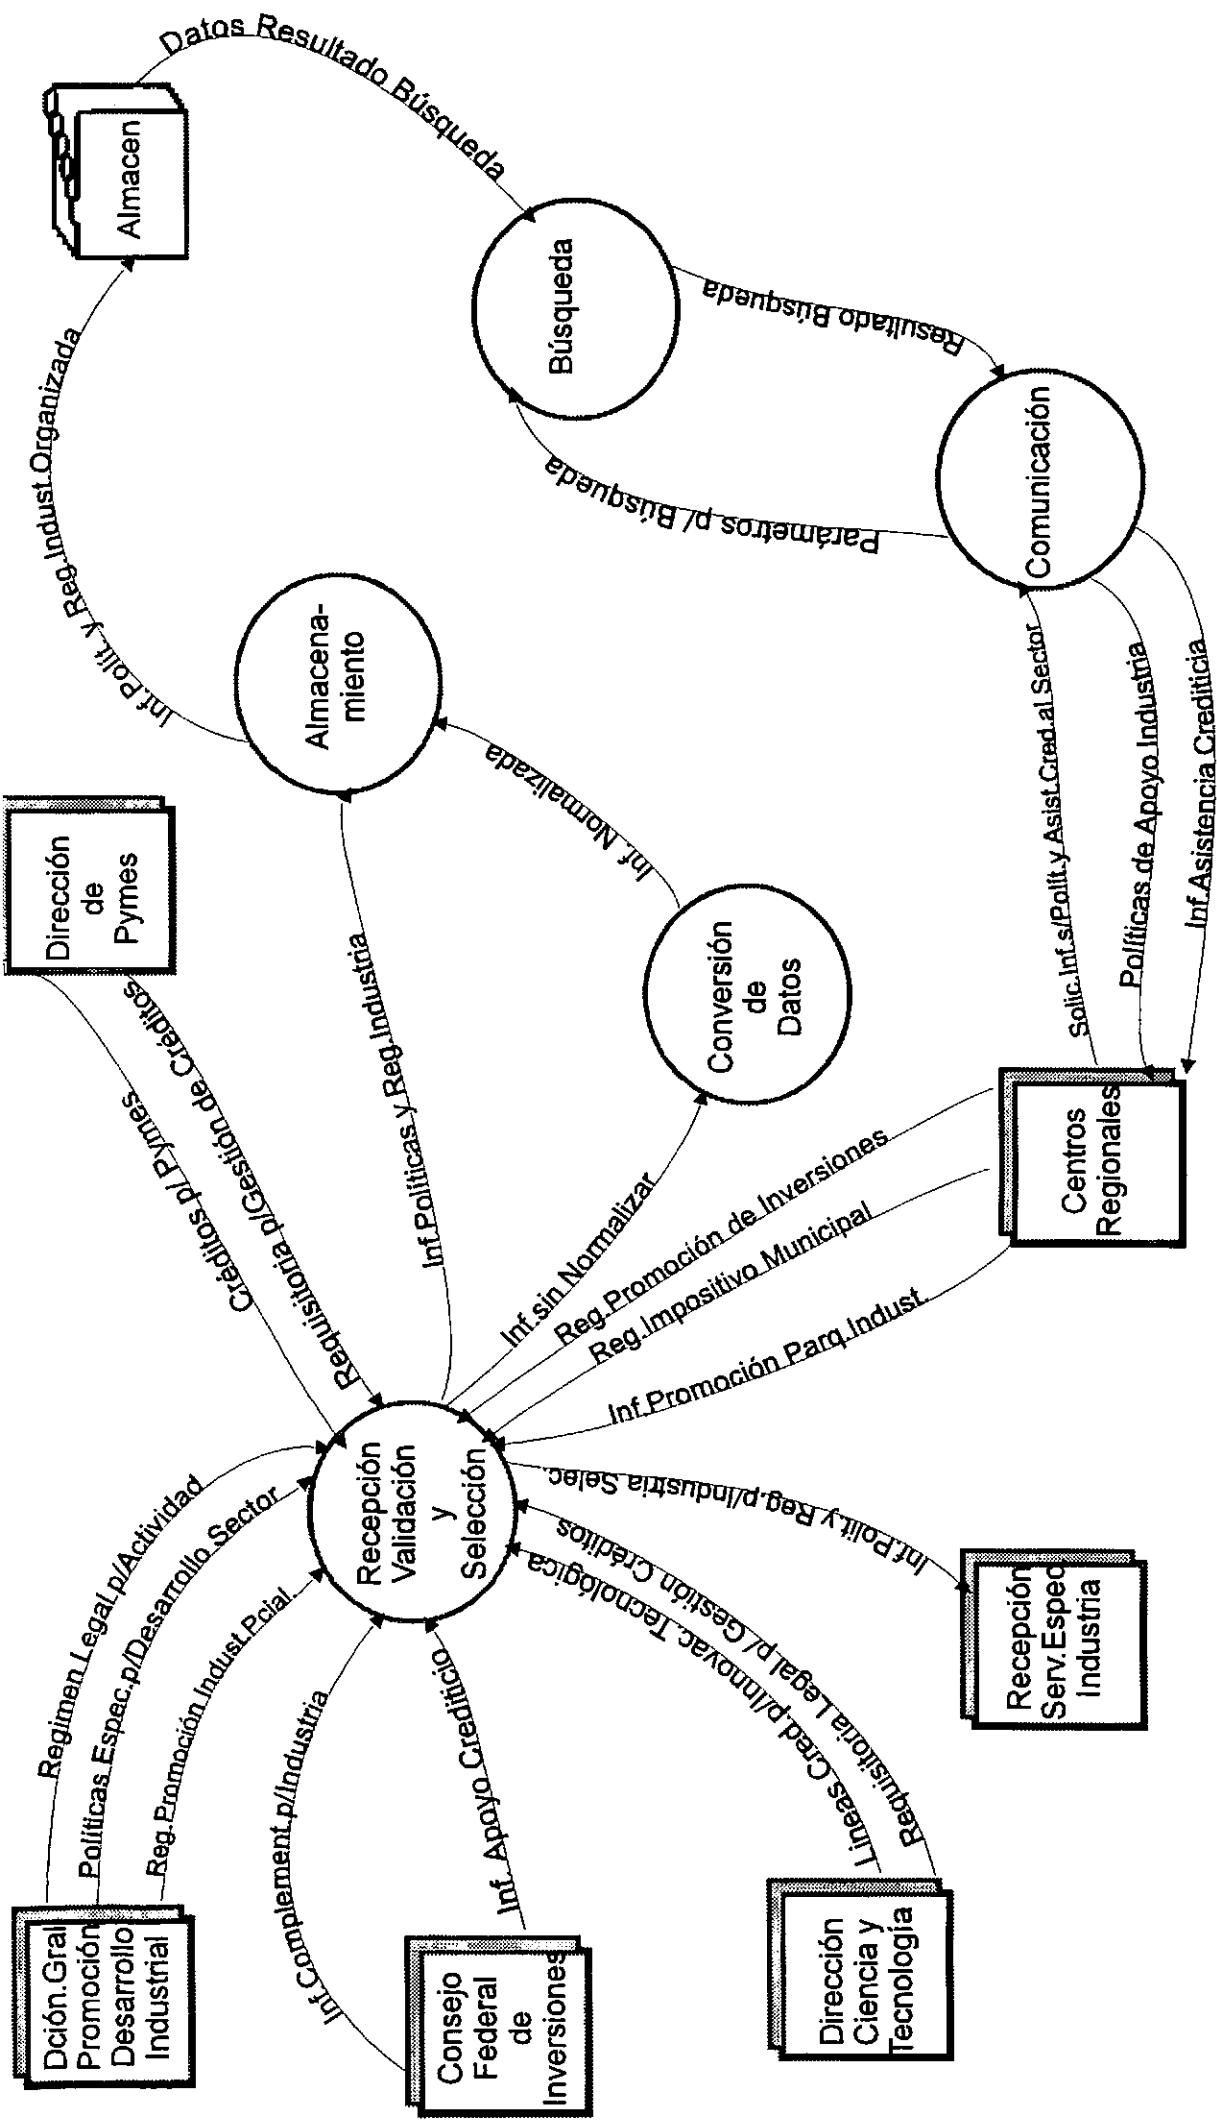 Dción.Gral
Promoción
Desarrollo
Industrial
Regimen Legal p/Actividad
Políticas Espec.p/Desarrollo Sector
Reg.Promoción Indust.Pcial.
Dirección
de
Pymes
Créditos p/ Pymes
Requisitoria p/Gestión de Créditos
Almacen
Inf.Polít. y Reg.Indust.Organizada
Datos Resultado Búsqueda
Consejo
Federal
de
Inversiones
Inf.Complement.p/Industria
Inf. Apoyo Crediticio
Recepción
Validación
y
Selección
Inf.Políticas y Reg.Industria
Almacena-
miento
Inf. Normalizada
Inf.sin Normalizar
Conversión
de
Datos
Búsqueda
Resultado Búsqueda
Parámetros p/ Búsqueda
Dirección
Ciencia y
Tecnología
Líneas Cred.p/Innovac.Tecnológica
Requisitoria Legal p/ Gestión Créditos
Reg.Promoción de Inversiones
Reg.Impositivo Municipal
Inf.Promoción Parq.Indust.
Inf.Polít.y Reg.p/Industria Selec.
Recepción
Serv.Espec
Industria
Centros
Regionales
Comunicación
Solic.Inf.s/Polít.y Asist.Cred.al Sector
Políticas de Apoyo Industria
Inf.Asistencia Crediticia